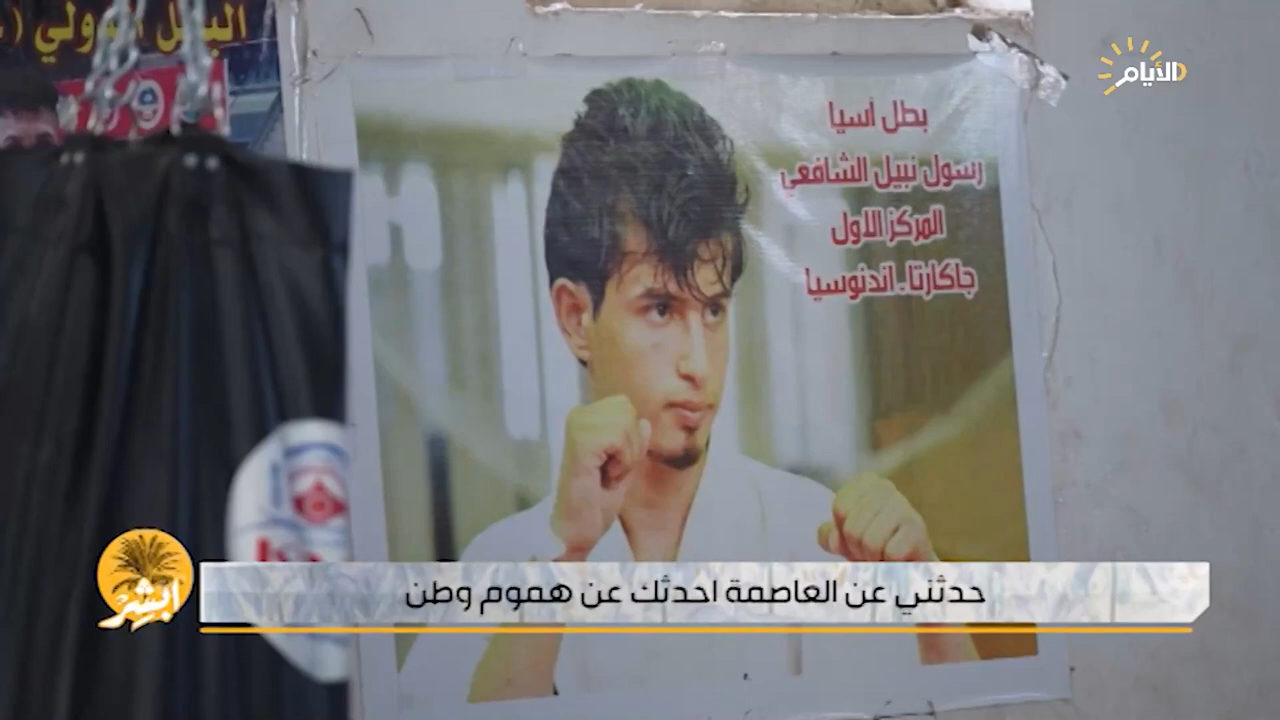 الأيام
بطل اسيا
رسول نبيل الشافعي
المركز الاول
جاكارتا. اندنوسيا
ابشر
حدثني عن العاصمة احدثك عن هموم وطن